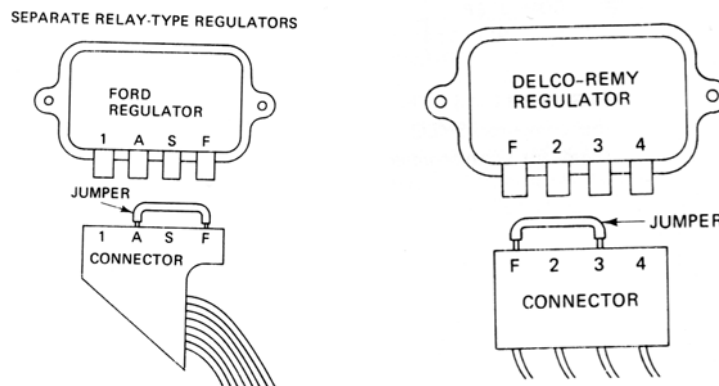 SEPARATE RELAY-TYPE REGULATORS
FORD
REGULATOR
1 A S F
JUMPER
1 A S F
CONNECTOR
DELCO-REMY
REGULATOR
F 2 3 4
JUMPER
F 2 3 4
CONNECTOR